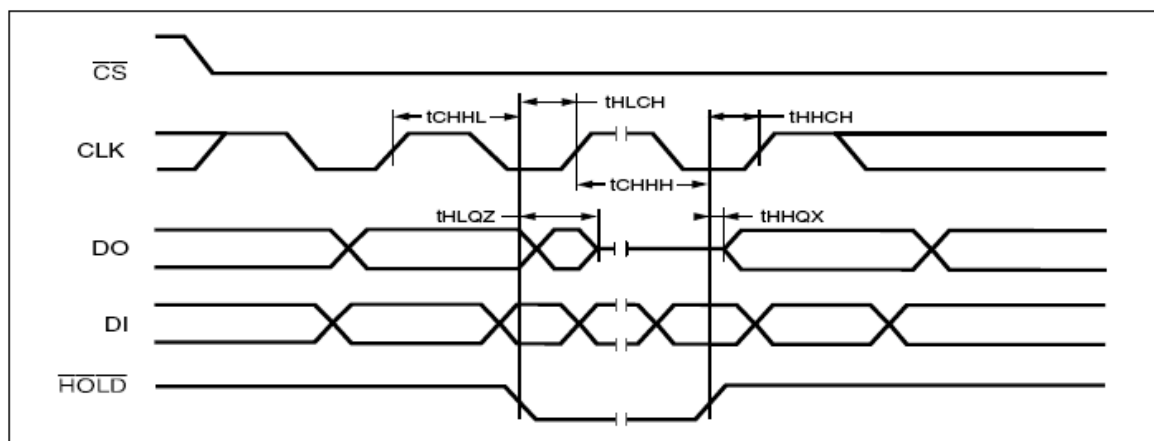 CS
tHLCH
tCHHL
tHHCH
CLK
tCHHH
tHLQZ
tHHQX
DO
DI
HOLD